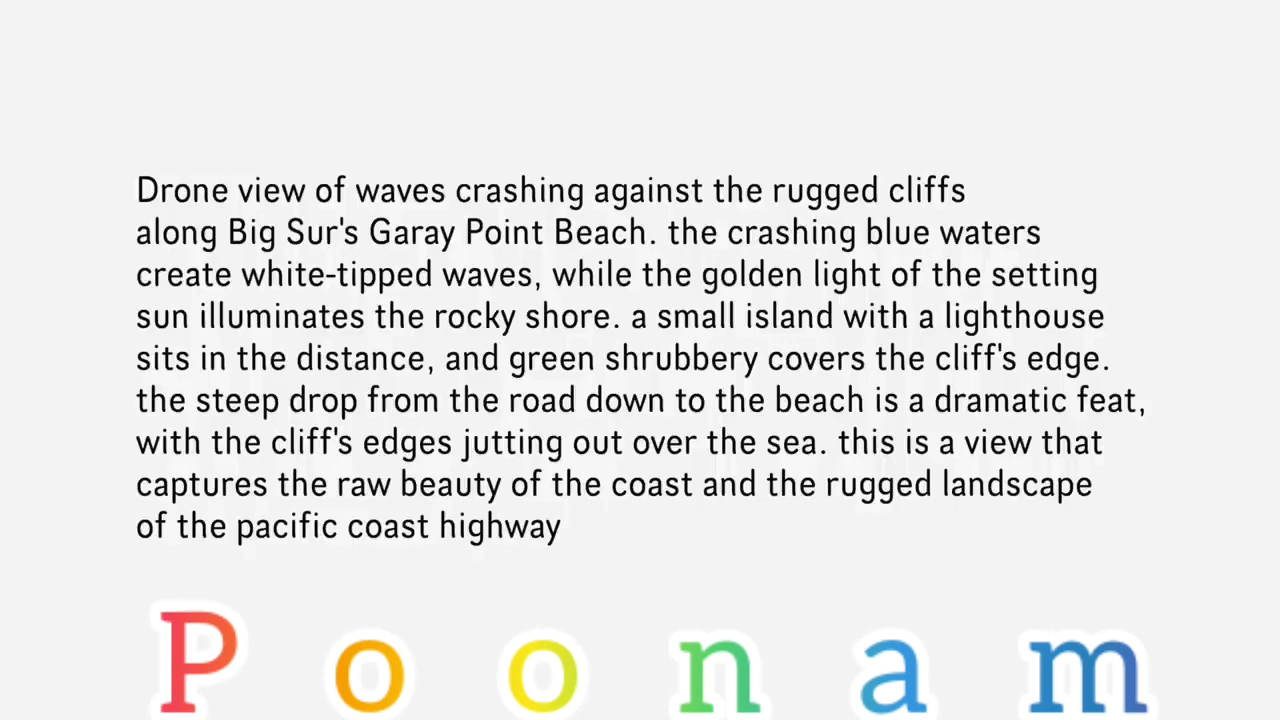 Drone view of waves crashing against the rugged cliffs
along Big Sur's Garay Point Beach. the crashing blue waters
create white-tipped waves, while the golden light of the setting
sun illuminates the rocky shore. a small island with a lighthouse
sits in the distance, and green shrubbery covers the cliff's edge.
the steep drop from the road down to the beach is a dramatic feat,
with the cliff's edges jutting out over the sea. this is a view that
captures the raw beauty of the coast and the rugged landscape
of the pacific coast highway
Poonam